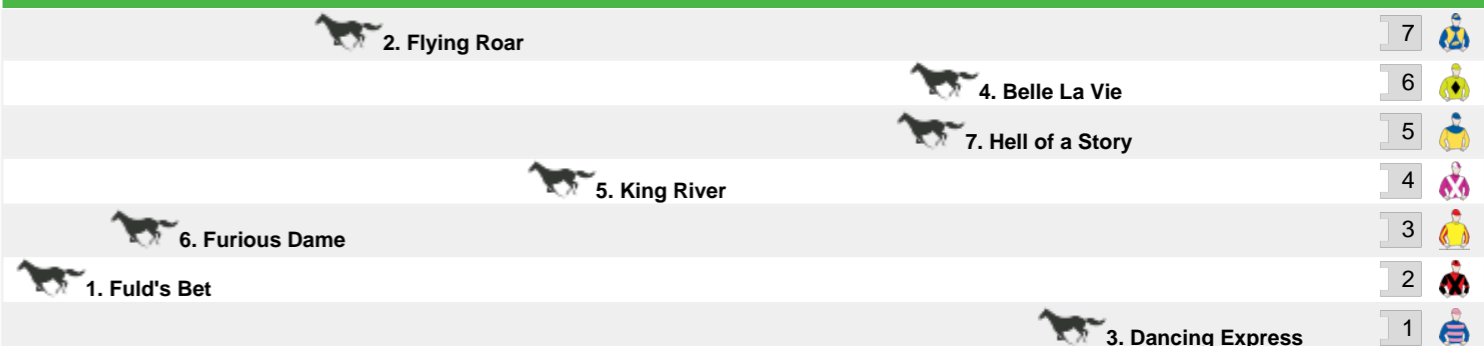 2. Flying Roar 7
4. Belle La Vie 6
7. Hell of a Story 5
5. King River 4
6. Furious Dame 3
1. Fuld's Bet 2
3. Dancing Express 1